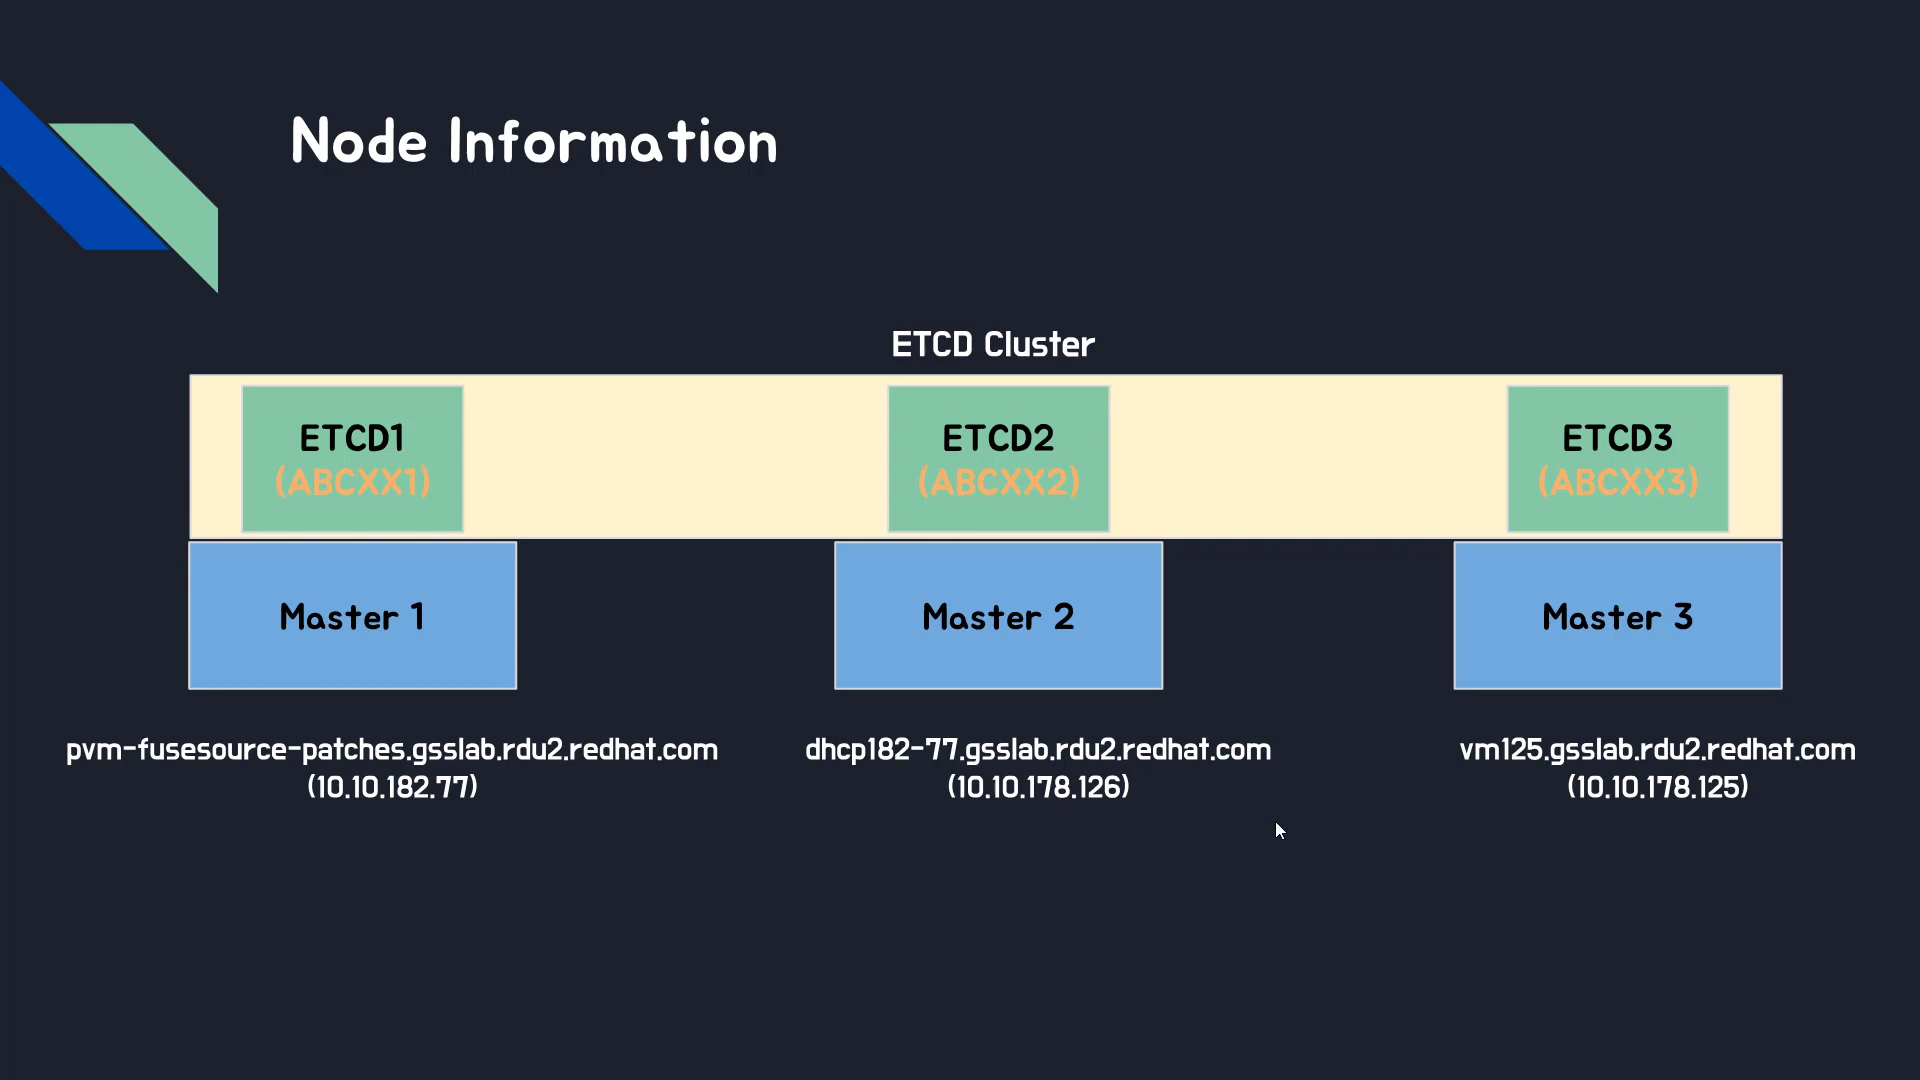 Node Information
ETCD Cluster
ETCD1
(ABCXX1)
ETCD2
(ABCXX2)
ETCD3
(ABCXX3)
Master 1
Master 2
Master 3
pvm-fusesource-patches.gsslab.rdu2.redhat.com
(10.10.182.77)
dhcp182-77.gsslab.rdu2.redhat.com
(10.10.178.126)
vm125.gsslab.rdu2.redhat.com
(10.10.178.125)